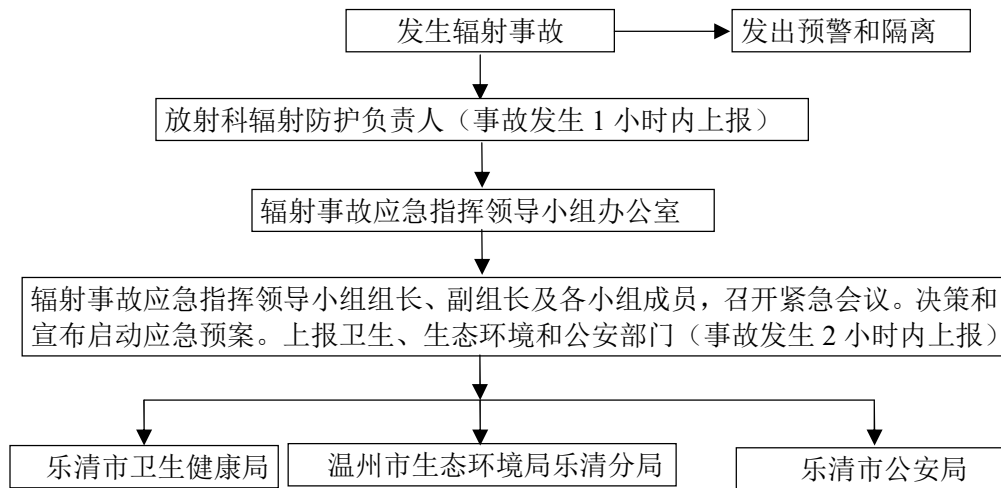 发生辐射事故
发出预警和隔离
放射科辐射防护负责人（事故发生 1 小时内上报）
辐射事故应急指挥领导小组办公室
辐射事故应急指挥领导小组组长、副组长及各小组成员，召开紧急会议。决策和
宣布启动应急预案。上报卫生、生态环境和公安部门（事故发生 2 小时内上报）
乐清市卫生健康局
温州市生态环境局乐清分局
乐清市公安局